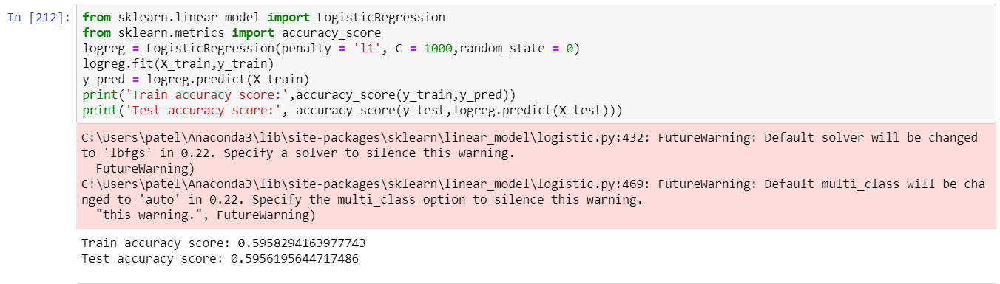 In [212]: from sklearn.linear_model import LogisticRegression
from sklearn.metrics import accuracy_score
logreg = LogisticRegression(penalty = 'l1', C = 1000,random_state = 0)
logreg.fit(X_train,y_train)
y_pred = logreg.predict(X_train)
print('Train accuracy score:',accuracy_score(y_train,y_pred))
print('Test accuracy score:', accuracy_score(y_test,logreg.predict(X_test)))
C:\Users\patel\Anaconda3\lib\site-packages\sklearn\linear_model\logistic.py:432: FutureWarning: Default solver will be changed
to 'lbfgs' in 0.22. Specify a solver to silence this warning.
  FutureWarning)
C:\Users\patel\Anaconda3\lib\site-packages\sklearn\linear_model\logistic.py:469: FutureWarning: Default multi_class will be cha
nged to 'auto' in 0.22. Specify the multi_class option to silence this warning.
  "this warning.", FutureWarning)
Train accuracy score: 0.5958294163977743
Test accuracy score: 0.5956195644717486